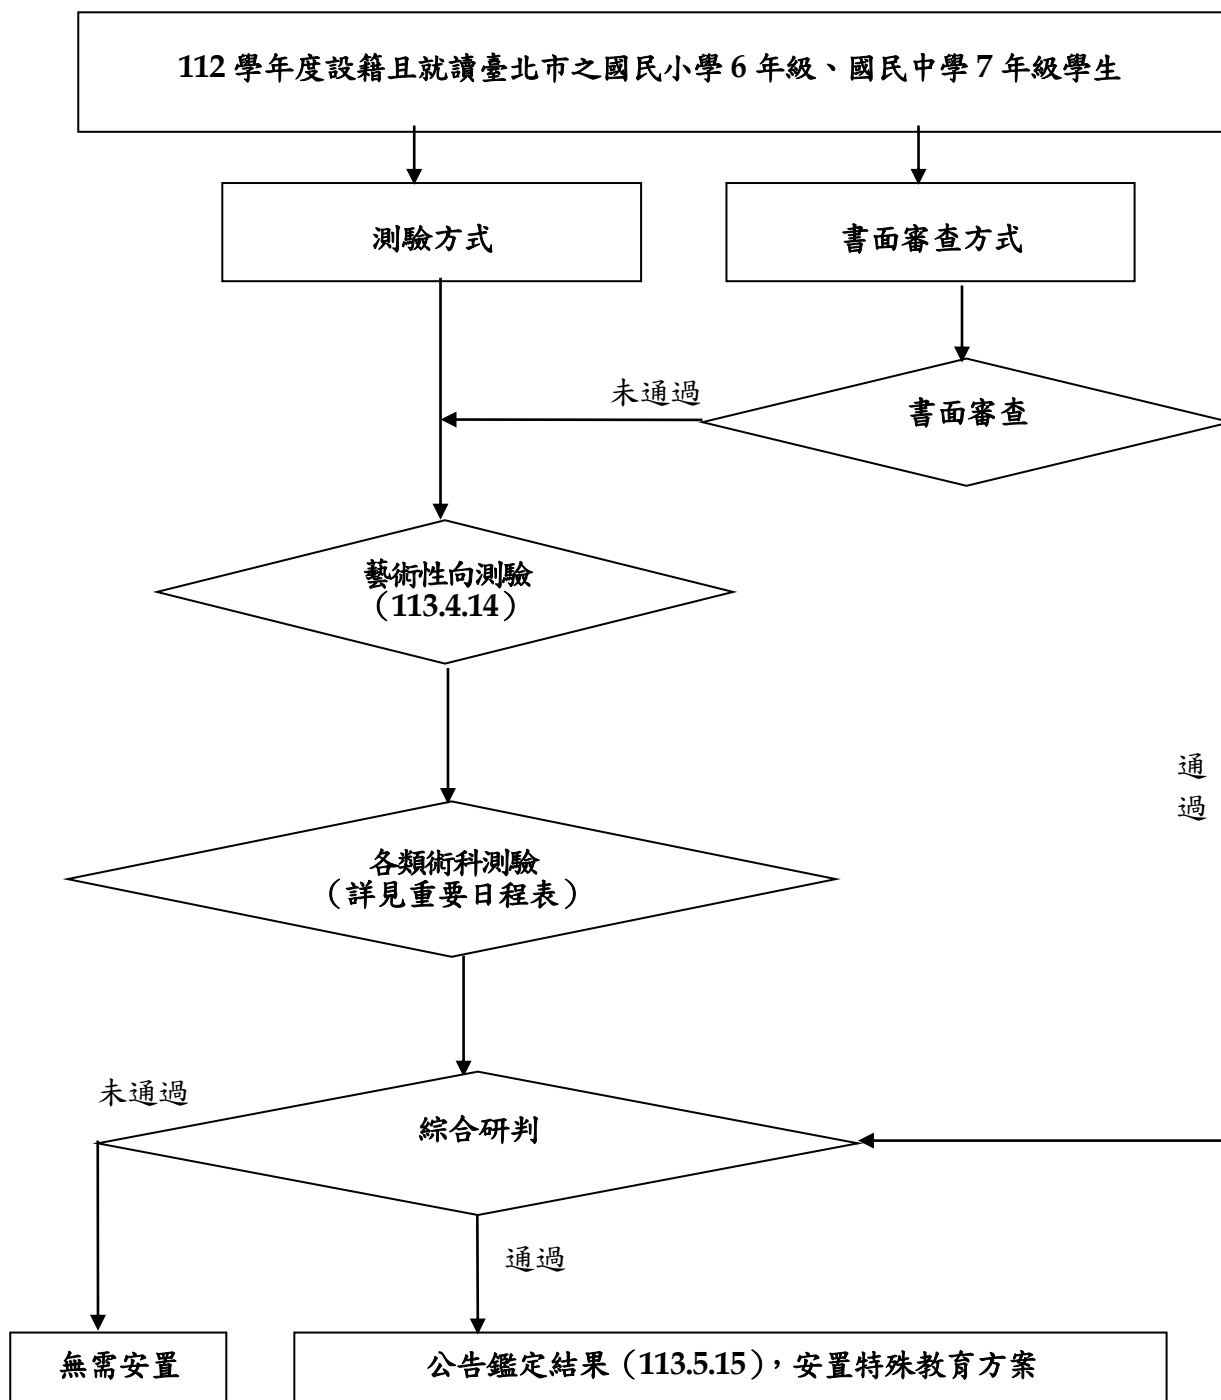 112 學年度設籍且就讀臺北市之國民小學 6 年級、國民中學 7 年級學生
測驗方式
書面審查方式
未通過
書面審查
藝術性向測驗
（113.4.14）
通
過
各類術科測驗
（詳見重要日程表）
未通過
綜合研判
通過
無需安置
公告鑑定結果（113.5.15），安置特殊教育方案